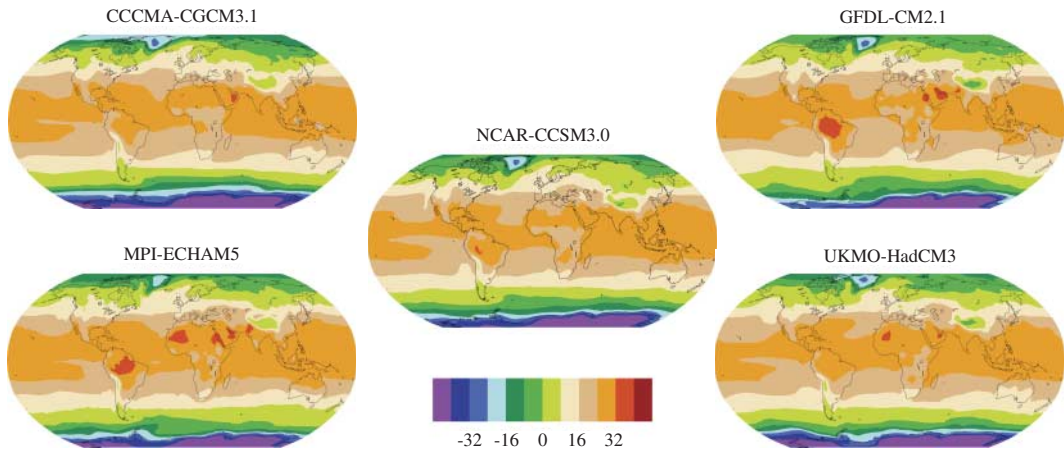 CCCMA-CGCM3.1
GFDL-CM2.1
NCAR-CCSM3.0
MPI-ECHAM5
UKMO-HadCM3
-32 -16 0 16 32